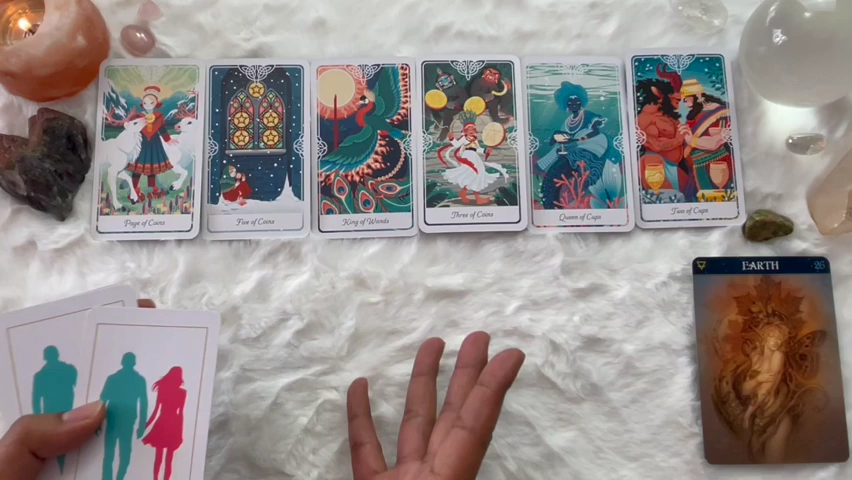 Page of Coins
Five of Coins
King of Wands
Three of Coins
Queen of Cups
Two of Cups
EARTH 26